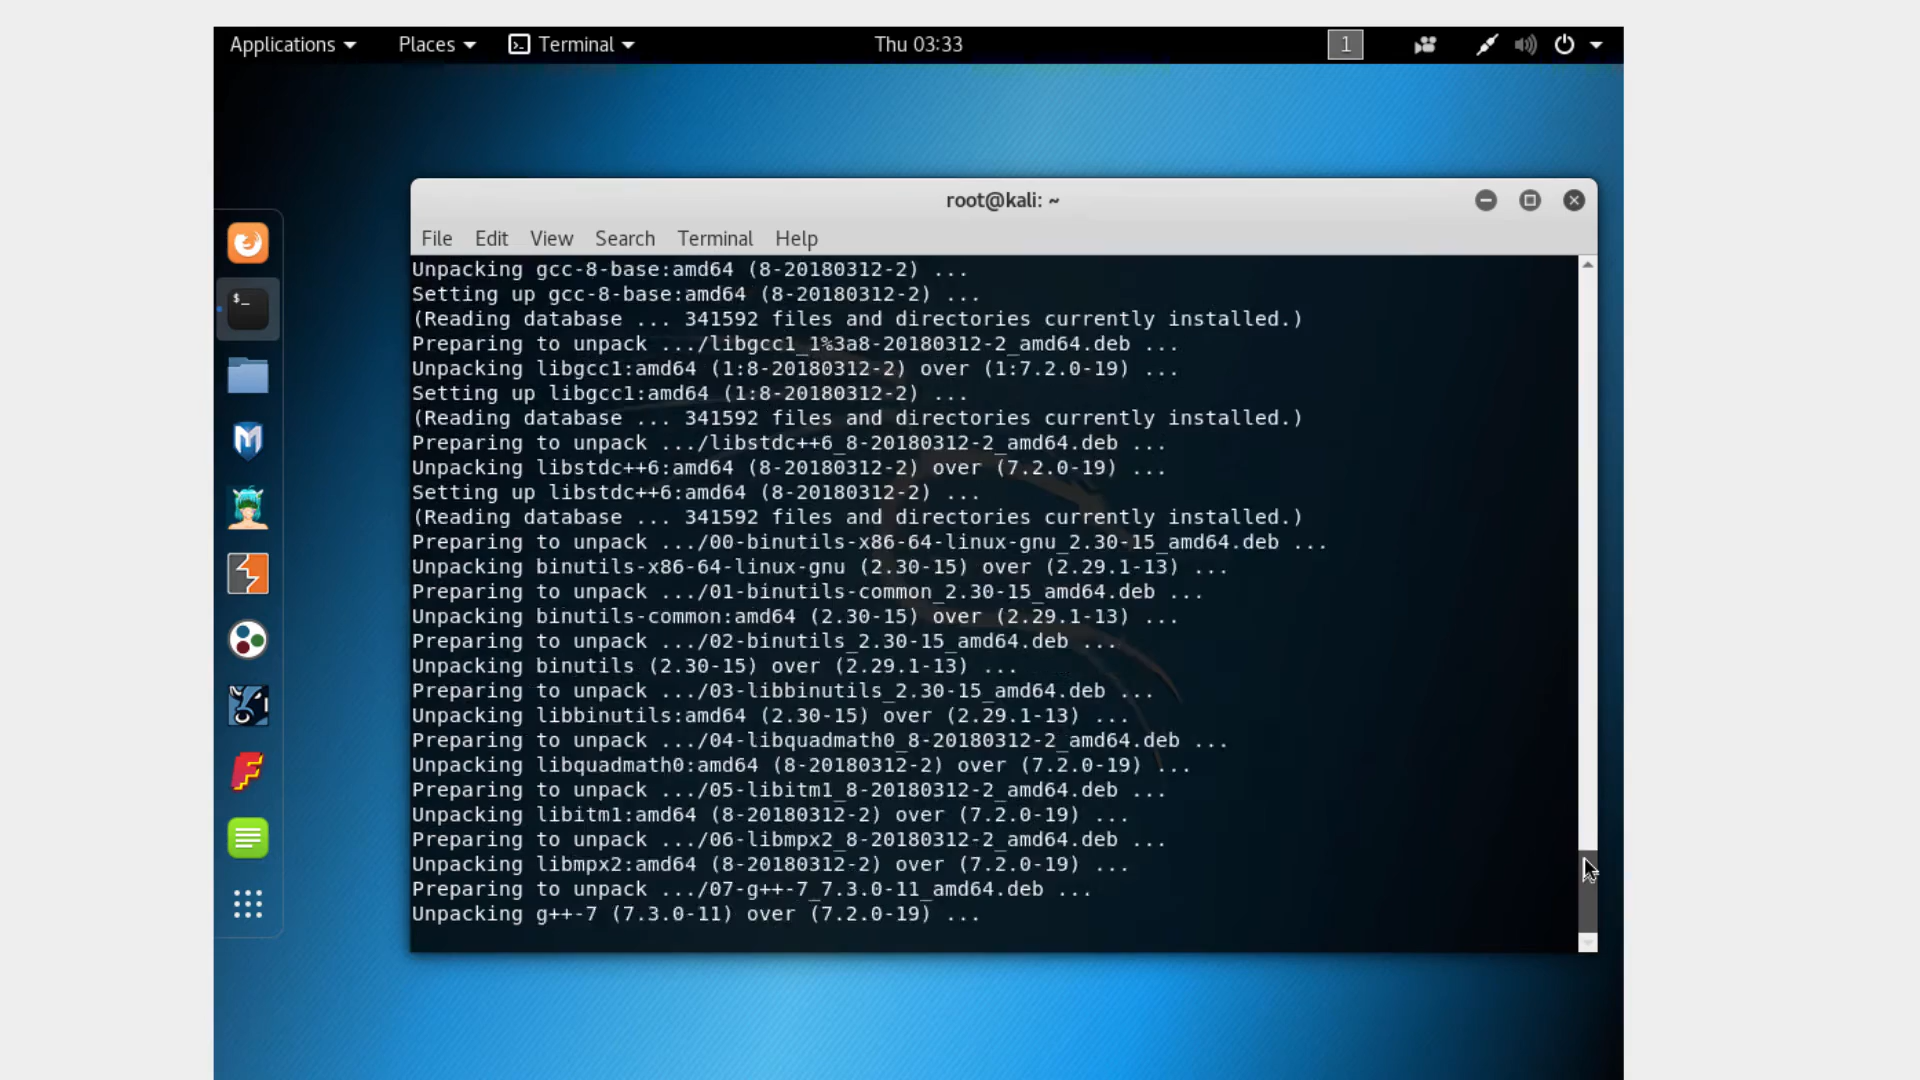 Applications Places Terminal Thu 03:33 1
root@kali: ~
File Edit View Search Terminal Help
Unpacking gcc-8-base:amd64 (8-20180312-2) ...
Setting up gcc-8-base:amd64 (8-20180312-2) ...
(Reading database ... 341592 files and directories currently installed.)
Preparing to unpack .../libgcc1_1%3a8-20180312-2_amd64.deb ...
Unpacking libgcc1:amd64 (1:8-20180312-2) over (1:7.2.0-19) ...
Setting up libgcc1:amd64 (1:8-20180312-2) ...
(Reading database ... 341592 files and directories currently installed.)
Preparing to unpack .../libstdc++6_8-20180312-2_amd64.deb ...
Unpacking libstdc++6:amd64 (8-20180312-2) over (7.2.0-19) ...
Setting up libstdc++6:amd64 (8-20180312-2) ...
(Reading database ... 341592 files and directories currently installed.)
Preparing to unpack .../00-binutils-x86-64-linux-gnu_2.30-15_amd64.deb ...
Unpacking binutils-x86-64-linux-gnu (2.30-15) over (2.29.1-13) ...
Preparing to unpack .../01-binutils-common_2.30-15_amd64.deb ...
Unpacking binutils-common:amd64 (2.30-15) over (2.29.1-13) ...
Preparing to unpack .../02-binutils_2.30-15_amd64.deb ...
Unpacking binutils (2.30-15) over (2.29.1-13) ...
Preparing to unpack .../03-libbinutils_2.30-15_amd64.deb ...
Unpacking libbinutils:amd64 (2.30-15) over (2.29.1-13) ...
Preparing to unpack .../04-libquadmath0_8-20180312-2_amd64.deb ...
Unpacking libquadmath0:amd64 (8-20180312-2) over (7.2.0-19) ...
Preparing to unpack .../05-libitm1_8-20180312-2_amd64.deb ...
Unpacking libitm1:amd64 (8-20180312-2) over (7.2.0-19) ...
Preparing to unpack .../06-libmpx2_8-20180312-2_amd64.deb ...
Unpacking libmpx2:amd64 (8-20180312-2) over (7.2.0-19) ...
Preparing to unpack .../07-g++-7_7.3.0-11_amd64.deb ...
Unpacking g++-7 (7.3.0-11) over (7.2.0-19) ...